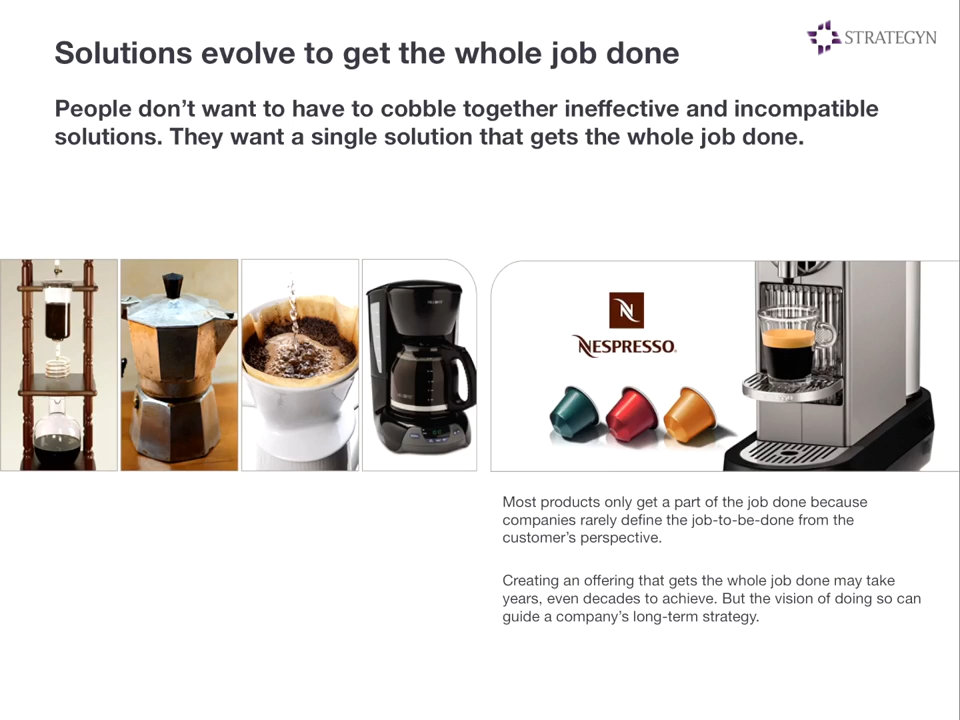 Solutions evolve to get the whole job done
STRATEGYN
People don’t want to have to cobble together ineffective and incompatible
solutions. They want a single solution that gets the whole job done.
N
NESPRESSO.
Most products only get a part of the job done because
companies rarely define the job-to-be-done from the
customer’s perspective.
Creating an offering that gets the whole job done may take
years, even decades to achieve. But the vision of doing so can
guide a company’s long-term strategy.